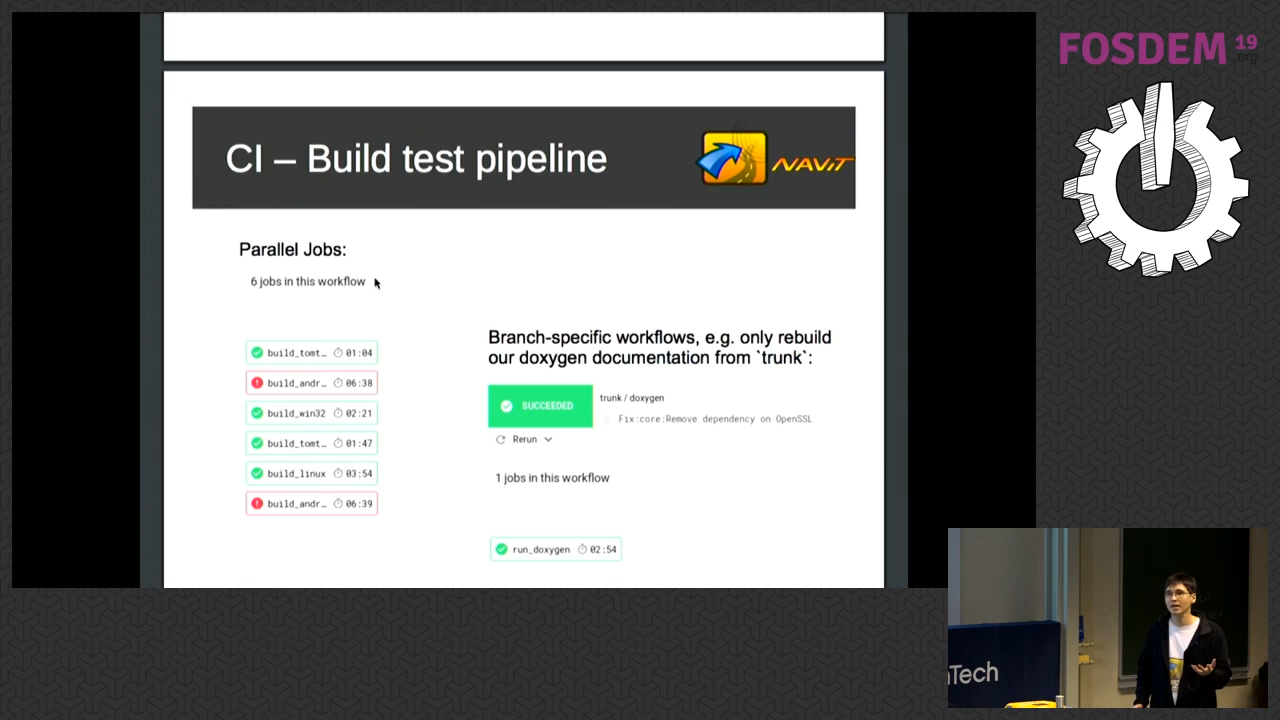 FOSDEM 19
.org
CI – Build test pipeline
NAViT
Parallel Jobs:
6 jobs in this workflow
build_tomt… 01:04
build_andr… 06:38
build_win32 02:21
build_tomt… 01:47
build_linux 03:54
build_andr… 06:39
Branch-specific workflows, e.g. only rebuild
our doxygen documentation from `trunk`:
SUCCEEDED
trunk / doxygen
Fix:core:Remove dependency on OpenSSL
Rerun
1 jobs in this workflow
run_doxygen 02:54
Tech